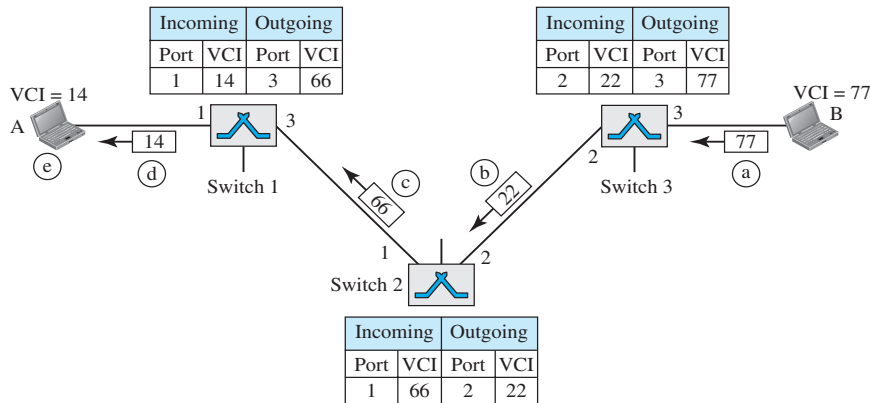 Incoming Outgoing
Port VCI Port VCI
1 14 3 66
Incoming Outgoing
Port VCI Port VCI
2 22 3 77
VCI = 14
A
e
1
3
14
d
Switch 1
VCI = 77
B
3
2
77
a
Switch 3
66
c
b
22
1
2
Switch 2
Incoming Outgoing
Port VCI Port VCI
1 66 2 22